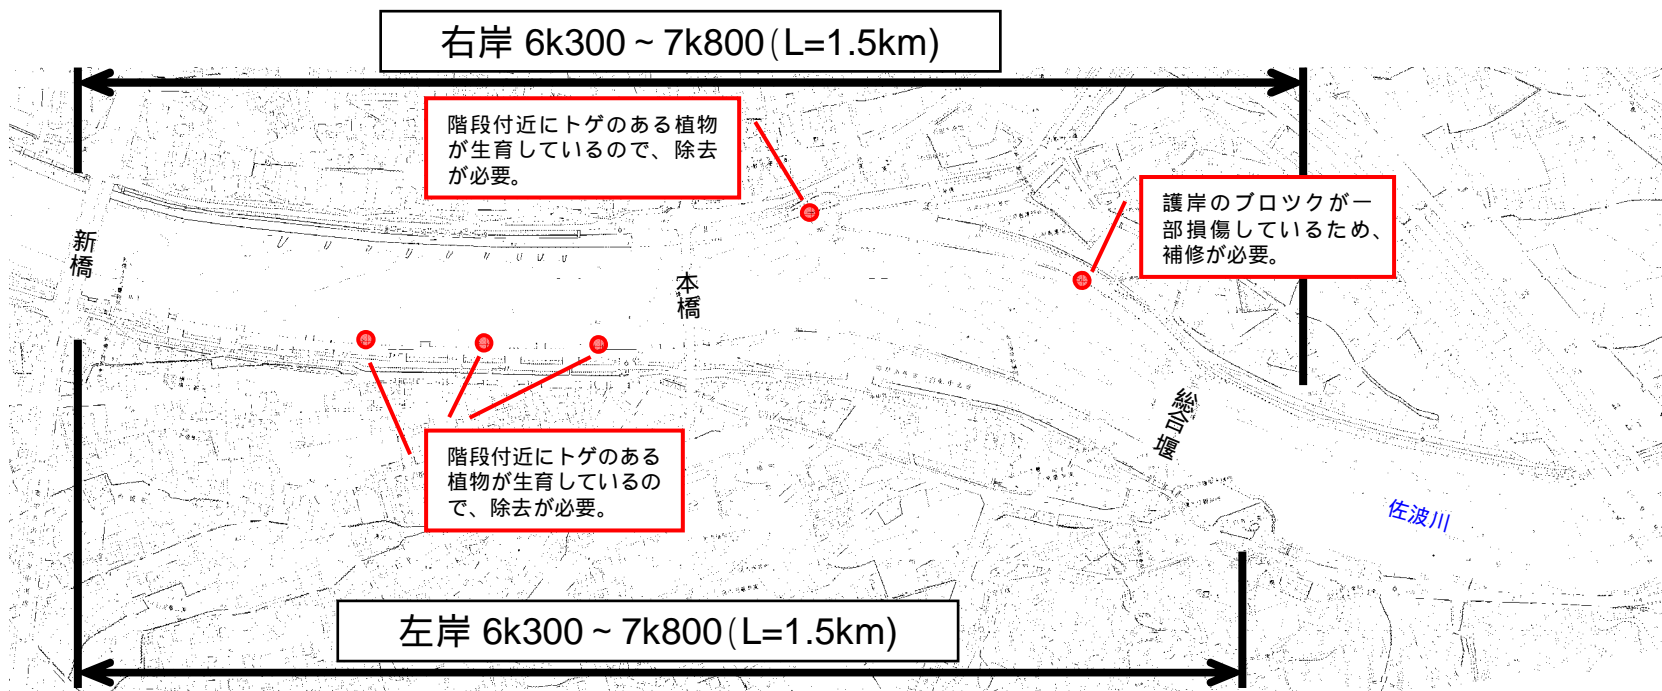 右岸 6k300～7k800(L=1.5km)
階段付近にトゲのある植物
が生育しているので、除去
が必要。
護岸のブロツクが一
部損傷しているため、
補修が必要。
新橋
本橋
総合堰
佐波川
階段付近にトゲのある
植物が生育しているの
で、除去が必要。
左岸 6k300～7k800(L=1.5km)